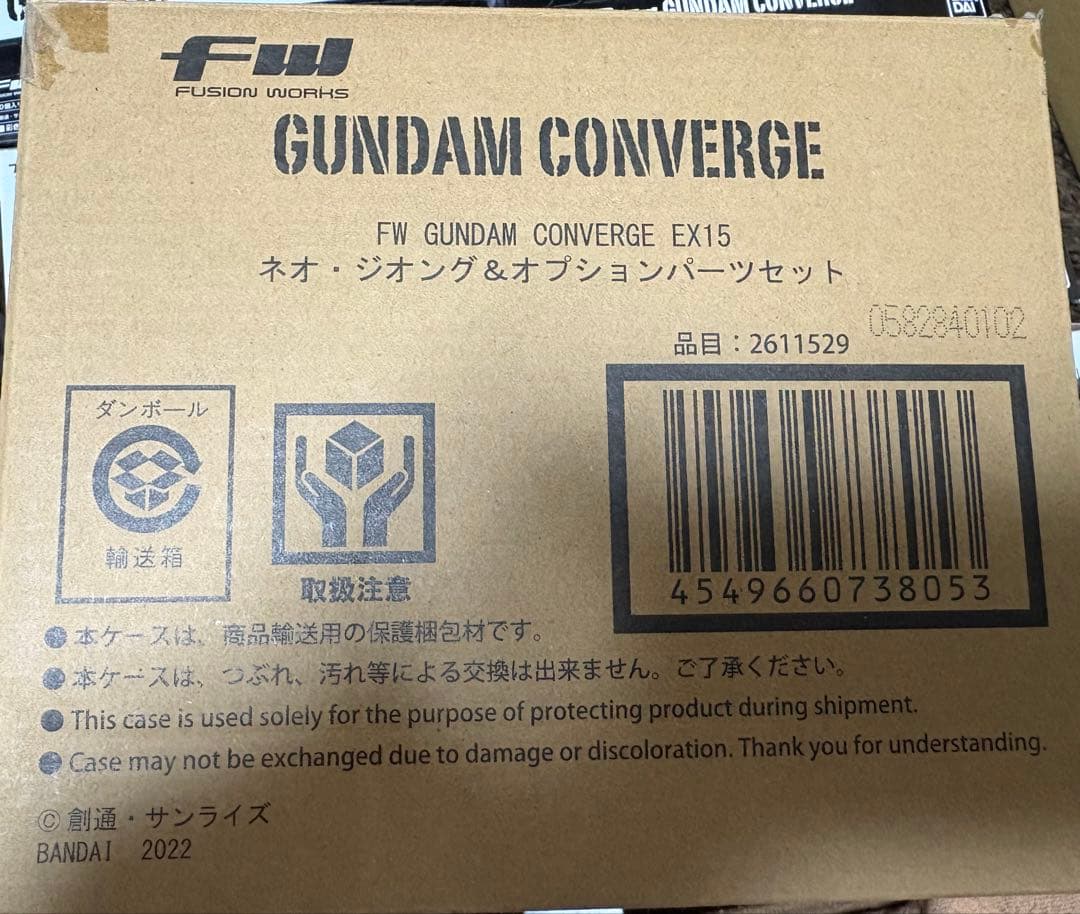 GUNDAM CONVERGE
DAI
FW
FUSION WORKS
GUNDAM CONVERGE
FW GUNDAM CONVERGE EX15
ネオ・ジオング＆オプションパーツセット
0582840102
品目：2611529
ダンボール
輸送箱
取扱注意
4549660738053
●本ケースは、商品輸送用の保護梱包材です。
●本ケースは、つぶれ、汚れ等による交換は出来ません。ご了承ください。
●This case is used solely for the purpose of protecting product during shipment.
●Case may not be exchanged due to damage or discoloration. Thank you for understanding.
©創通・サンライズ
BANDAI 2022